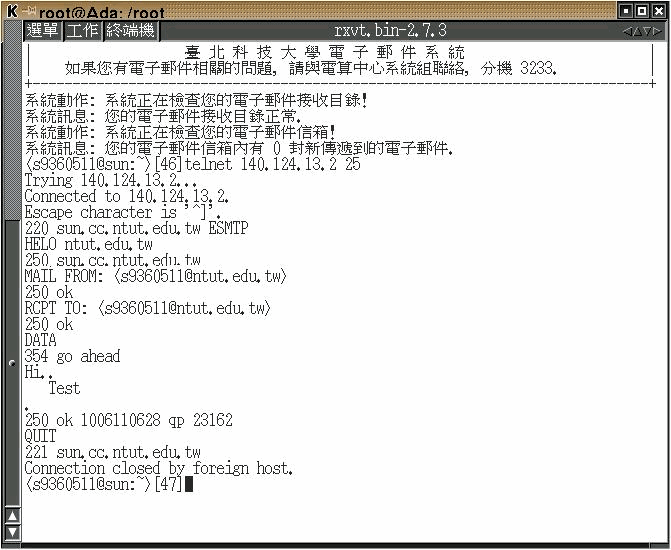 root@Ada: /root
選單 工作 終端機 rxvt.bin-2.7.3
臺 北 科 技 大 學 電 子 郵 件 系 統
如果您有電子郵件相關的問題, 請與電算中心系統組聯絡, 分機 3233.
系統動作: 系統正在檢查您的電子郵件接收目錄!
系統訊息: 您的電子郵件接收目錄正常.
系統動作: 系統正在檢查您的電子郵件信箱!
系統訊息: 您的電子郵件信箱內有 0 封新傳遞到的電子郵件.
<s9360511@sun:~>[46]telnet 140.124.13.2 25
Trying 140.124.13.2...
Connected to 140.124.13.2.
Escape character is '^]'.
220 sun.cc.ntut.edu.tw ESMTP
HELO ntut.edu.tw
250 sun.cc.ntut.edu.tw
MAIL FROM: <s9360511@ntut.edu.tw>
250 ok
RCPT TO: <s9360511@ntut.edu.tw>
250 ok
DATA
354 go ahead
Hi..
Test
.
250 ok 1006110628 qp 23162
QUIT
221 sun.cc.ntut.edu.tw
Connection closed by foreign host.
<s9360511@sun:~>[47]